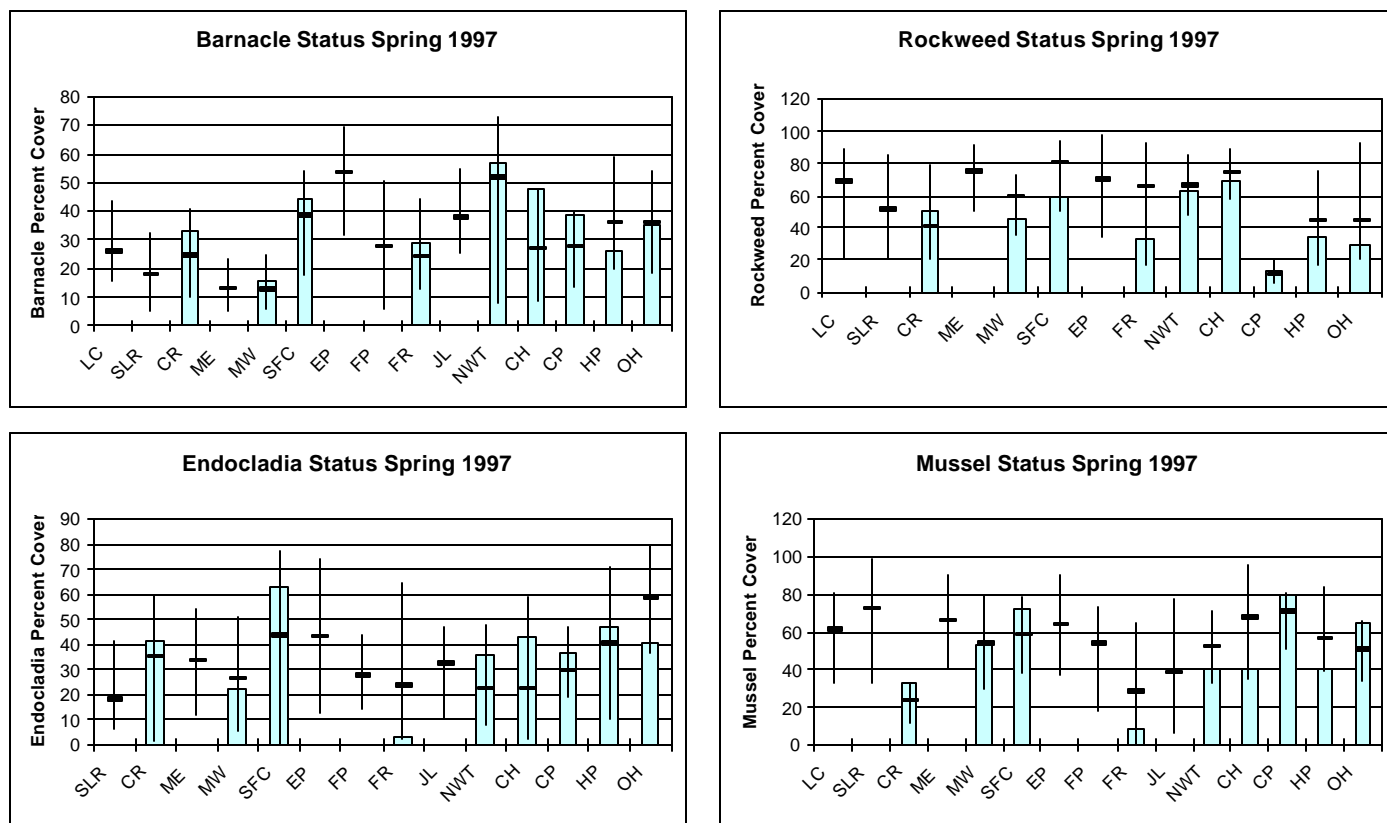 Barnacle Status Spring 1997
Barnacle Percent Cover
80
70
60
50
40
30
20
10
0
LC SLR CR ME MW SFC EP FP FR JL NWT CH CP HP OH
Rockweed Status Spring 1997
Rockweed Percent Cover
120
100
80
60
40
20
0
LC SLR CR ME MW SFC EP FR NWT CH CP HP OH
Endocladia Status Spring 1997
Endocladia Percent Cover
90
80
70
60
50
40
30
20
10
0
SLR CR ME MW SFC EP FP FR JL NWT CH CP HP OH
Mussel Status Spring 1997
Mussel Percent Cover
120
100
80
60
40
20
0
LC SLR CR ME MW SFC EP FP FR JL NWT CH CP HP OH